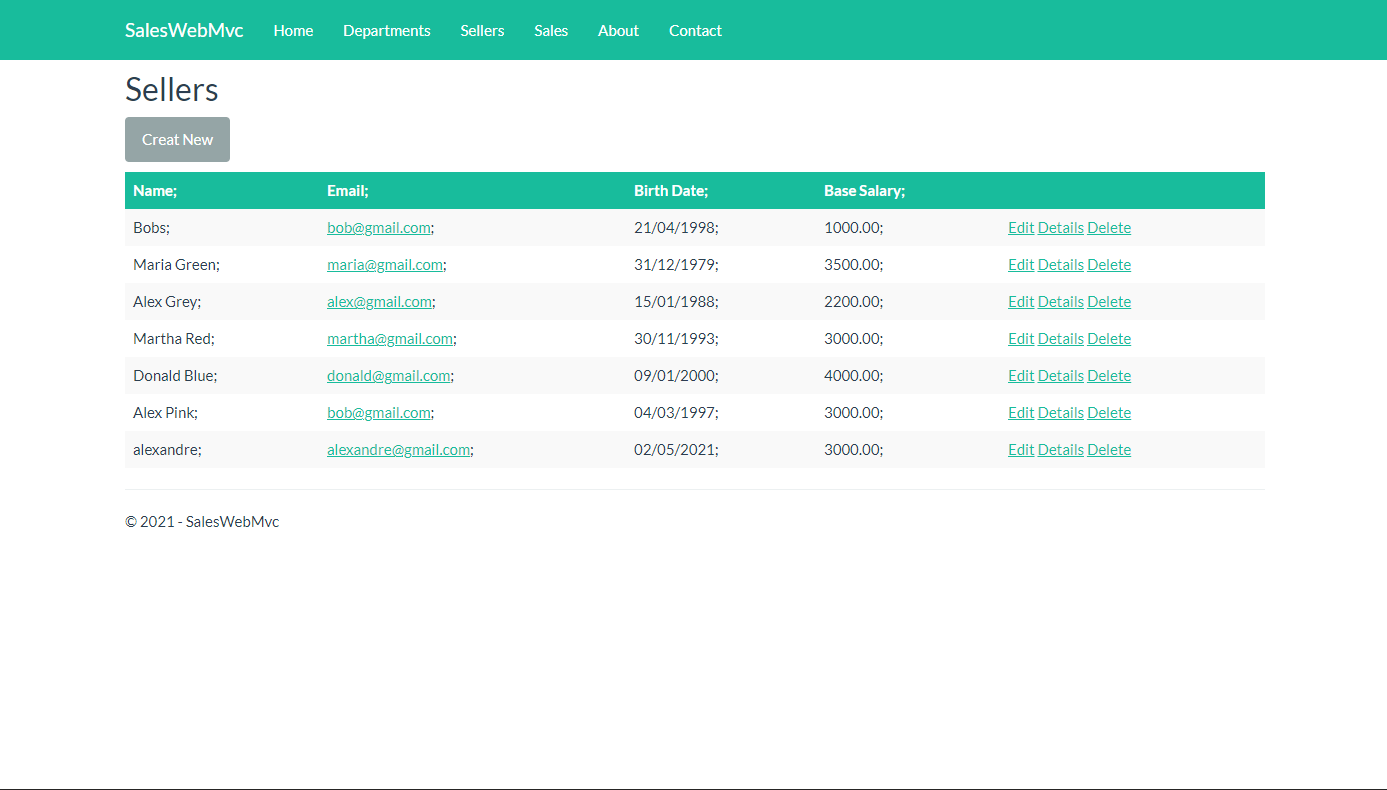 SalesWebMvc Home Departments Sellers Sales About Contact
Sellers
Creat New
Name; Email; Birth Date; Base Salary;
Bobs; bob@gmail.com; 21/04/1998; 1000.00; Edit Details Delete
Maria Green; maria@gmail.com; 31/12/1979; 3500.00; Edit Details Delete
Alex Grey; alex@gmail.com; 15/01/1988; 2200.00; Edit Details Delete
Martha Red; martha@gmail.com; 30/11/1993; 3000.00; Edit Details Delete
Donald Blue; donald@gmail.com; 09/01/2000; 4000.00; Edit Details Delete
Alex Pink; bob@gmail.com; 04/03/1997; 3000.00; Edit Details Delete
alexandre; alexandre@gmail.com; 02/05/2021; 3000.00; Edit Details Delete
© 2021 - SalesWebMvc